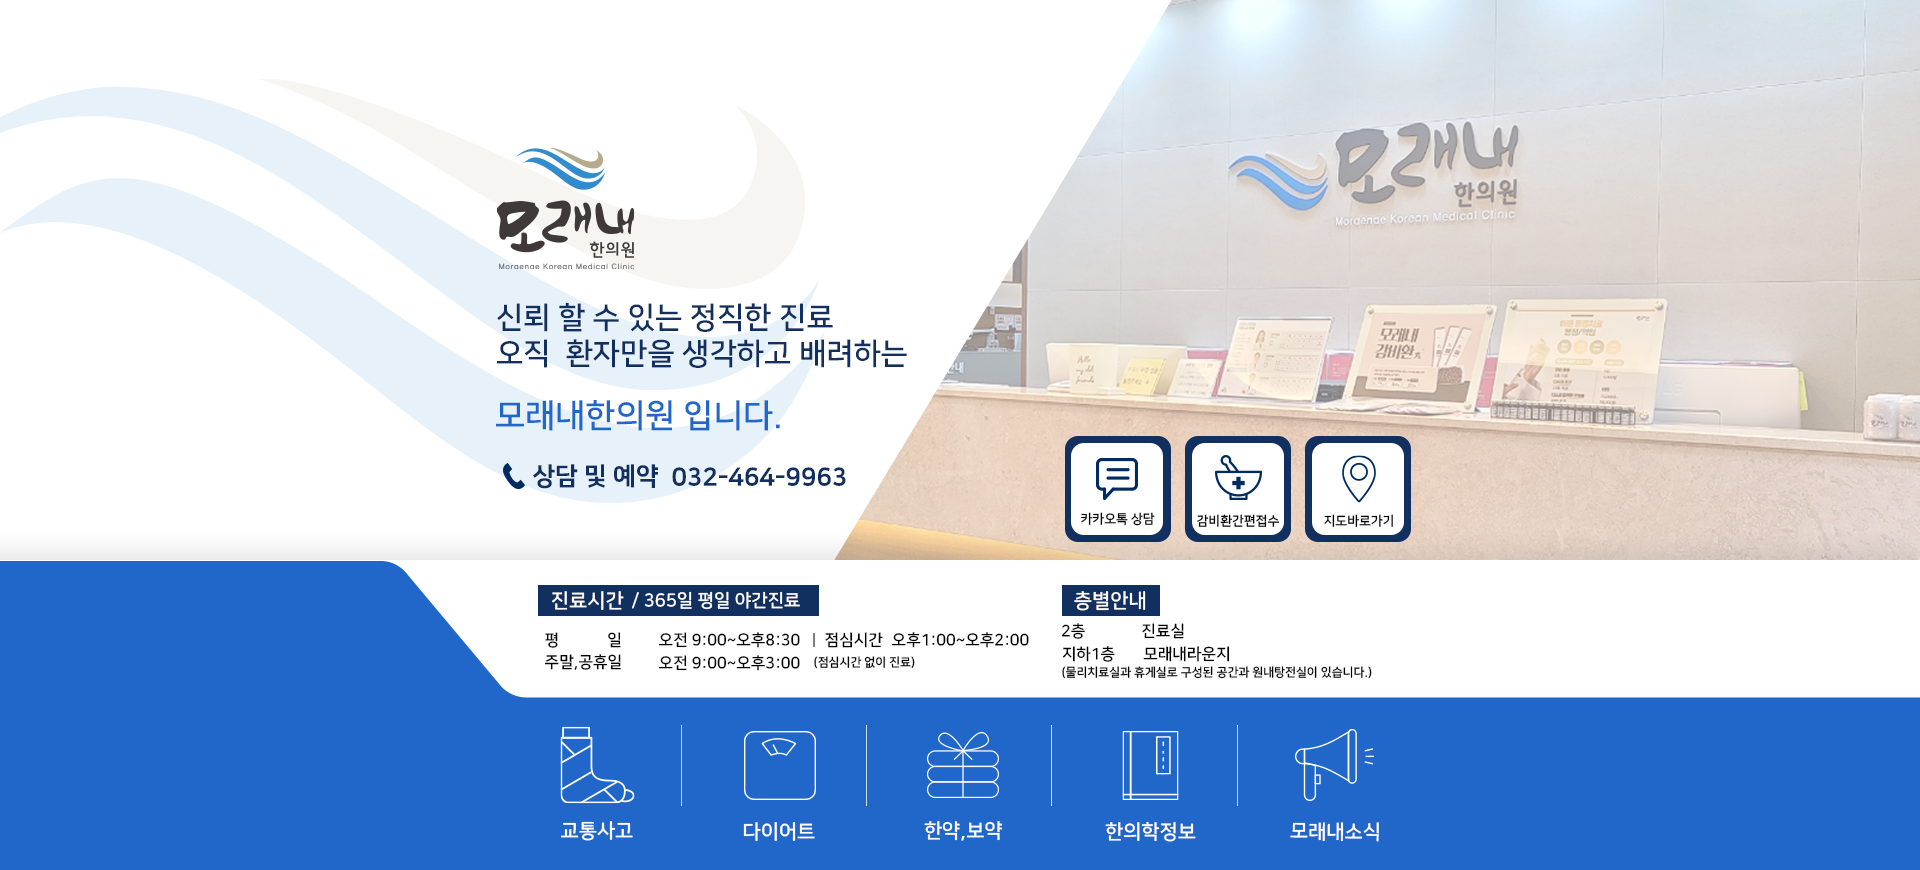 모래내
한의원
Moraenae Korean Medical Clinic
신뢰 할 수 있는 정직한 진료
오직 환자만을 생각하고 배려하는
모래내한의원 입니다.
상담 및 예약 032-464-9963
모래내
한의원
Moraenae Korean Medical Clinic
모래내
감비환
카카오톡 상담
감비환간편접수
지도바로가기
진료시간 / 365일 평일 야간진료
평 일 오전 9:00~오후8:30 | 점심시간 오후1:00~오후2:00
주말,공휴일 오전 9:00~오후3:00 (점심시간 없이 진료)
층별안내
2층 진료실
지하1층 모래내라운지
(물리치료실과 휴게실로 구성된 공간과 원내탕전실이 있습니다.)
교통사고
다이어트
한약,보약
한의학정보
모래내소식